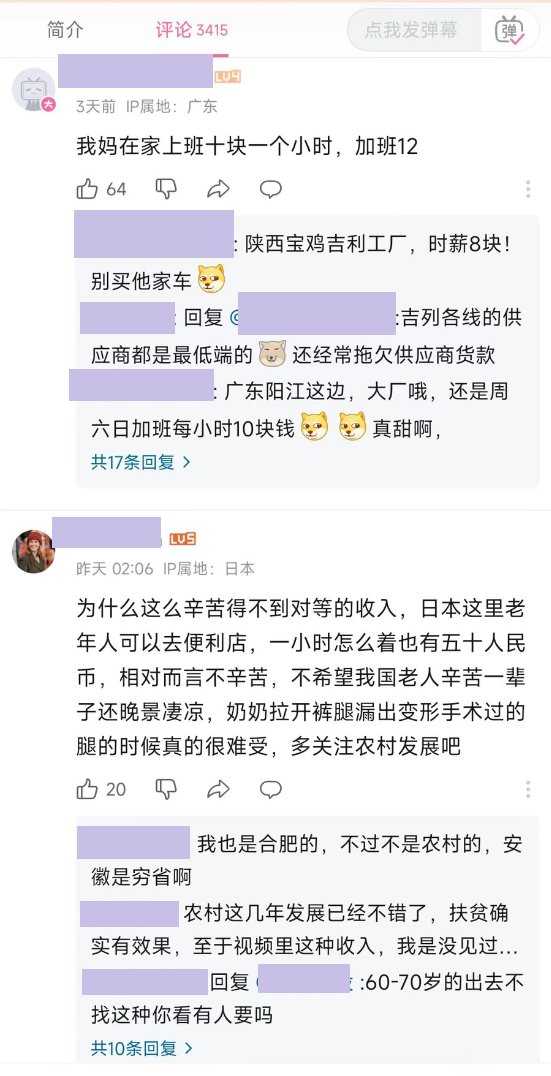 简介
评论 3415
点我发弹幕
弹
LV4
大
3天前 IP属地：广东
我妈在家上班十块一个小时，加班12
64
: 陕西宝鸡吉利工厂，时薪8块！
别买他家车
: 回复 @ :吉列各线的供
应商都是最低端的 还经常拖欠供应商货款
: 广东阳江这边，大厂哦，还是周
六日加班每小时10块钱 真甜啊，
共17条回复 >
LV5
昨天 02:06 IP属地：日本
为什么这么辛苦得不到对等的收入，日本这里老
年人可以去便利店，一小时怎么着也有五十人民
币，相对而言不辛苦，不希望我国老人辛苦一辈
子还晚景凄凉，奶奶拉开裤腿漏出变形手术过的
腿的时候真的很难受，多关注农村发展吧
20
我也是合肥的，不过不是农村的，安
徽是穷省啊
农村这几年发展已经不错了，扶贫确
实有效果，至于视频里这种收入，我是没见过...
回复 :60-70岁的出去不
找这种你看有人要吗
共10条回复 >